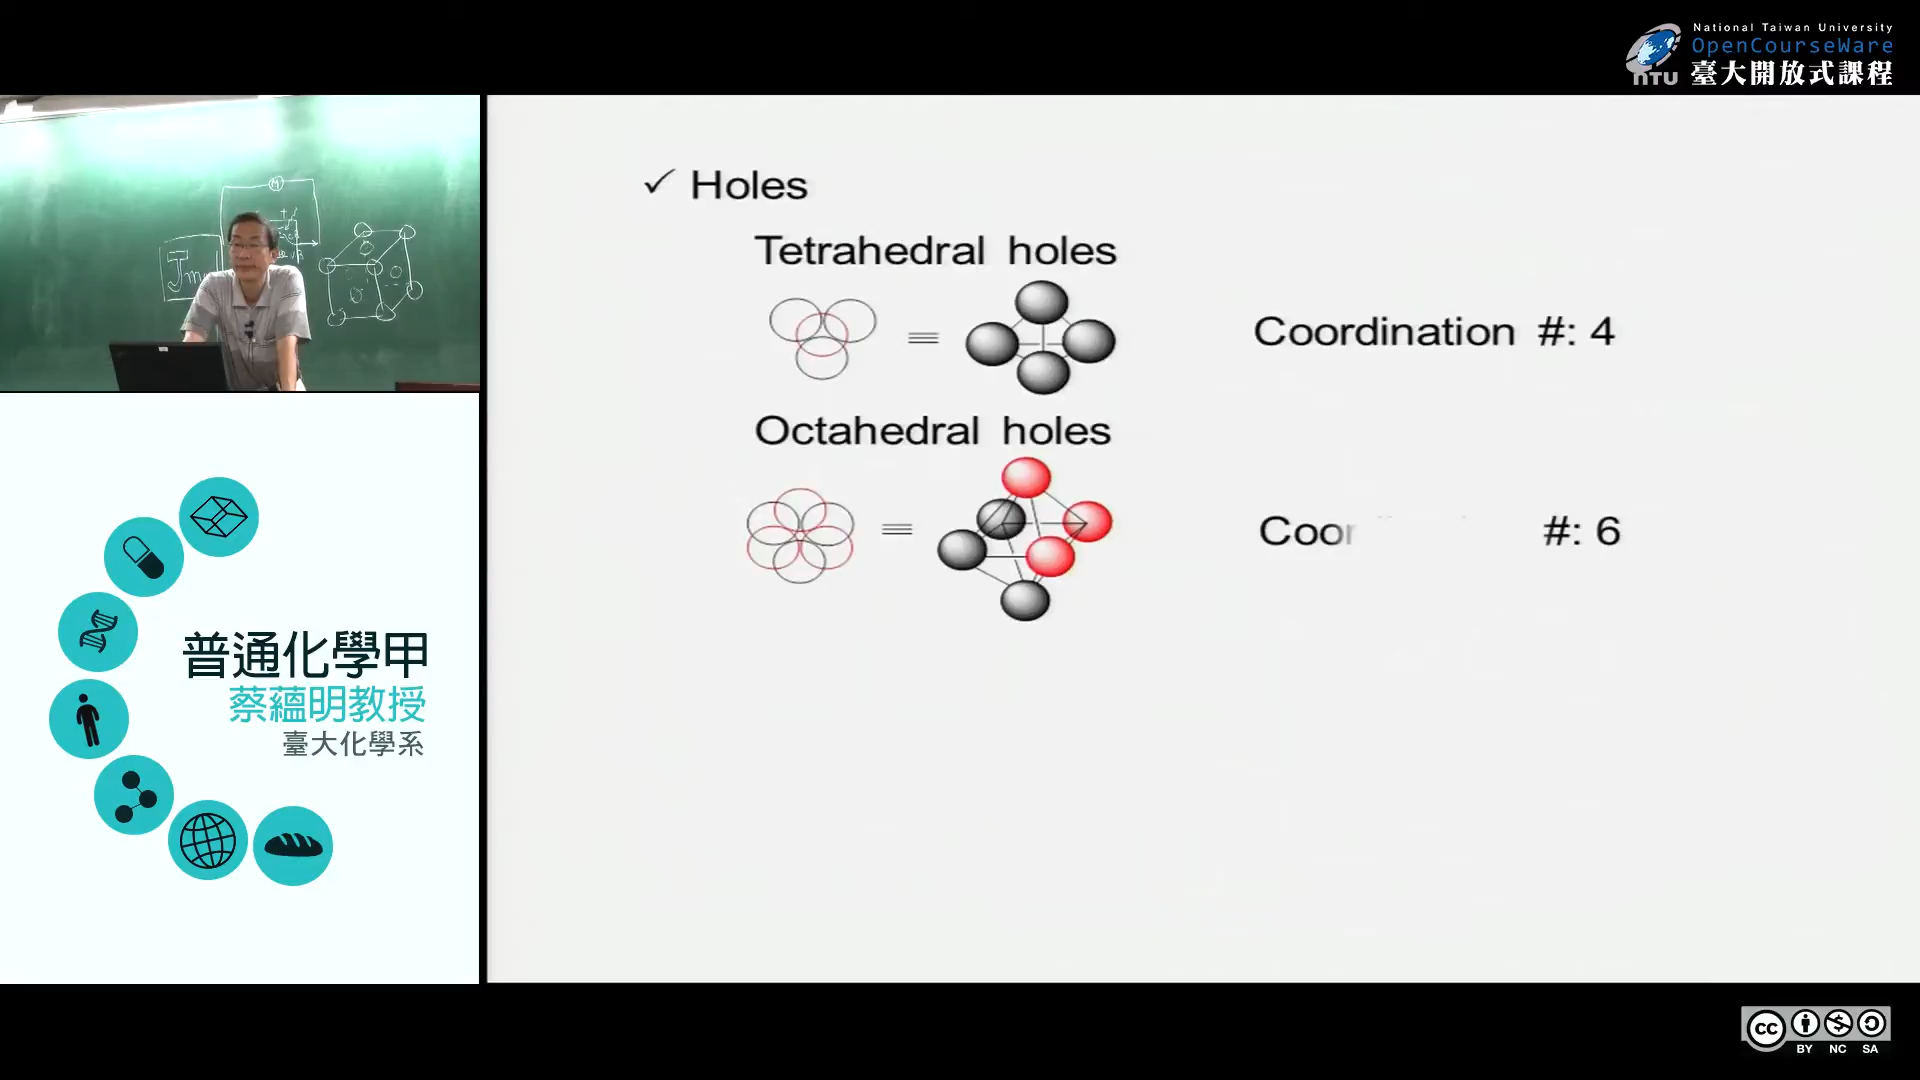 National Taiwan University
OpenCourseWare
NTU 臺大開放式課程
✓ Holes
Tetrahedral holes
≡
Coordination #: 4
Octahedral holes
≡
Coor #: 6
普通化學甲
蔡蘊明教授
臺大化學系
cc
BY NC SA